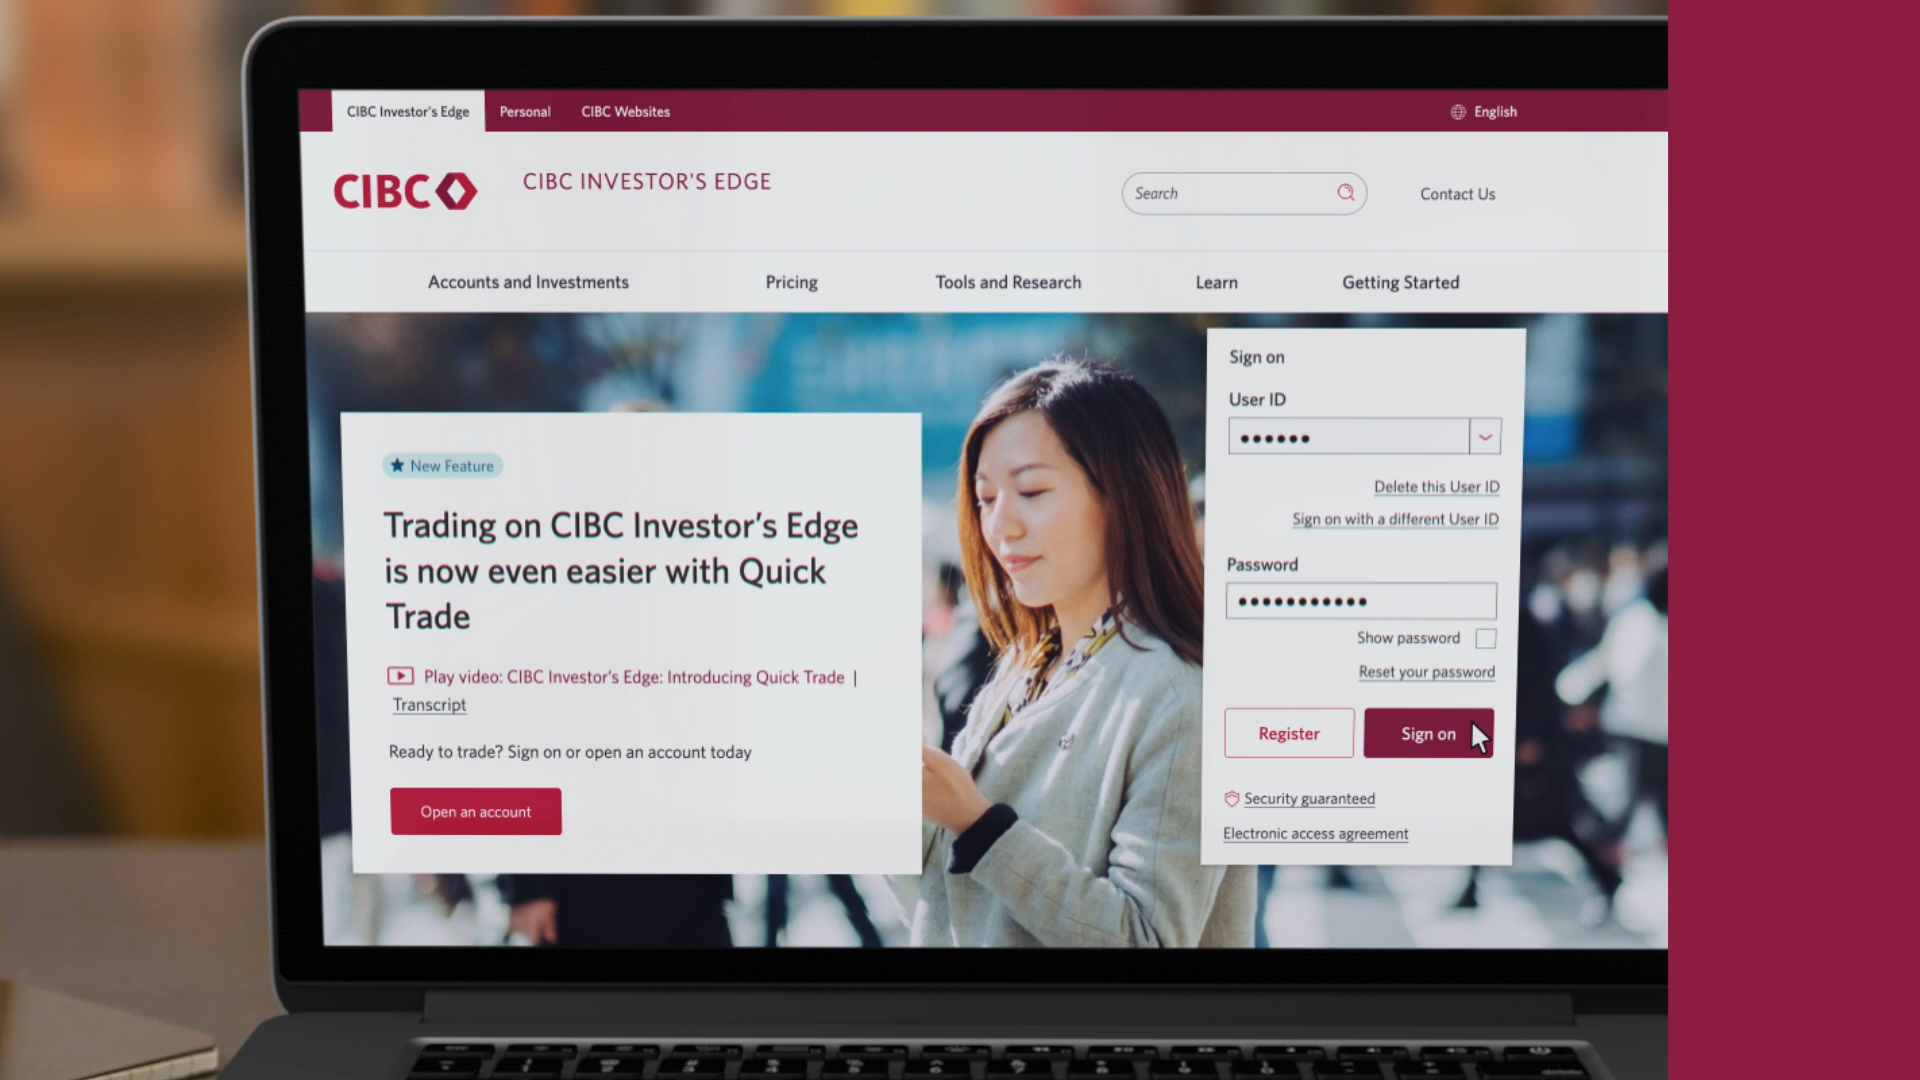 CIBC Investor's Edge Personal CIBC Websites English
CIBC
CIBC INVESTOR'S EDGE
Search
Contact Us
Accounts and Investments Pricing Tools and Research Learn Getting Started
New Feature
Trading on CIBC Investor's Edge
is now even easier with Quick
Trade
Play video: CIBC Investor's Edge: Introducing Quick Trade |
Transcript
Ready to trade? Sign on or open an account today
Open an account
Sign on
User ID
••••••
Delete this User ID
Sign on with a different User ID
Password
•••••••••••
Show password
Reset your password
Register Sign on
Security guaranteed
Electronic access agreement